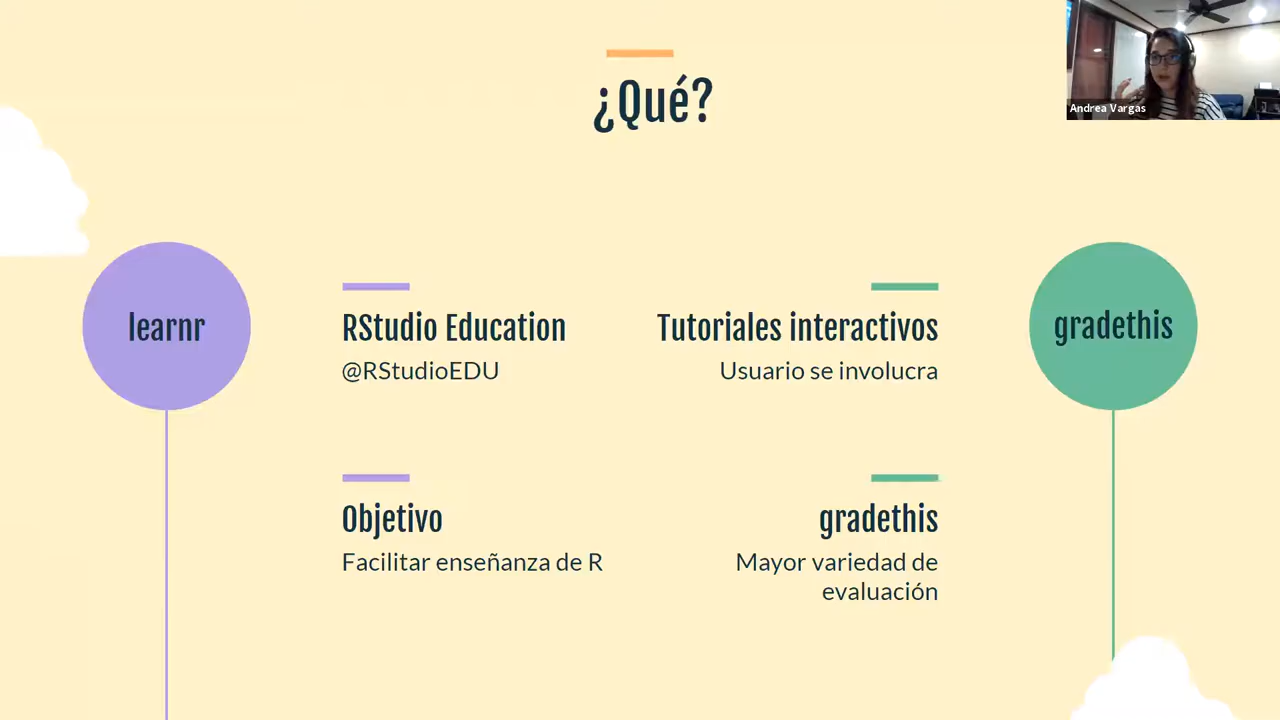 ¿Qué?
Andrea Vargas
learnr
RStudio Education
@RStudioEDU
Tutoriales interactivos
Usuario se involucra
gradethis
Objetivo
Facilitar enseñanza de R
gradethis
Mayor variedad de
evaluación